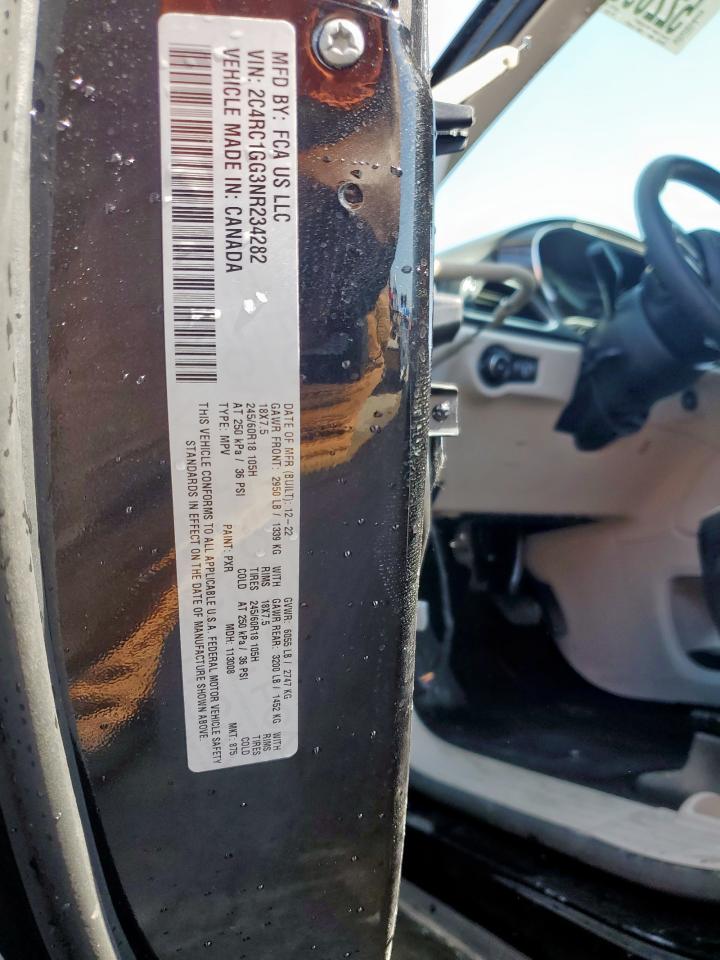 MFD BY: FCA US LLC
VIN: 2C4RC1GG3NR234282
VEHICLE MADE IN: CANADA
DATE OF MFR (BUILT): 12-22 GVWR: 6055 LB / 2747 KG
GAWR FRONT: 2950 LB / 1339 KG WITH GAWR REAR: 3200 LB / 1452 KG WITH
18X7.5 RIMS 18X7.5 RIMS
245/60R18 105H TIRES 245/60R18 105H TIRES
AT 250 kPa / 36 PSI COLD AT 250 kPa / 36 PSI COLD
TYPE: MPV PAINT: PXR MDH: 113008 MKT: 875
THIS VEHICLE CONFORMS TO ALL APPLICABLE U.S.A. FEDERAL MOTOR VEHICLE SAFETY
STANDARDS IN EFFECT ON THE DATE OF MANUFACTURE SHOWN ABOVE.